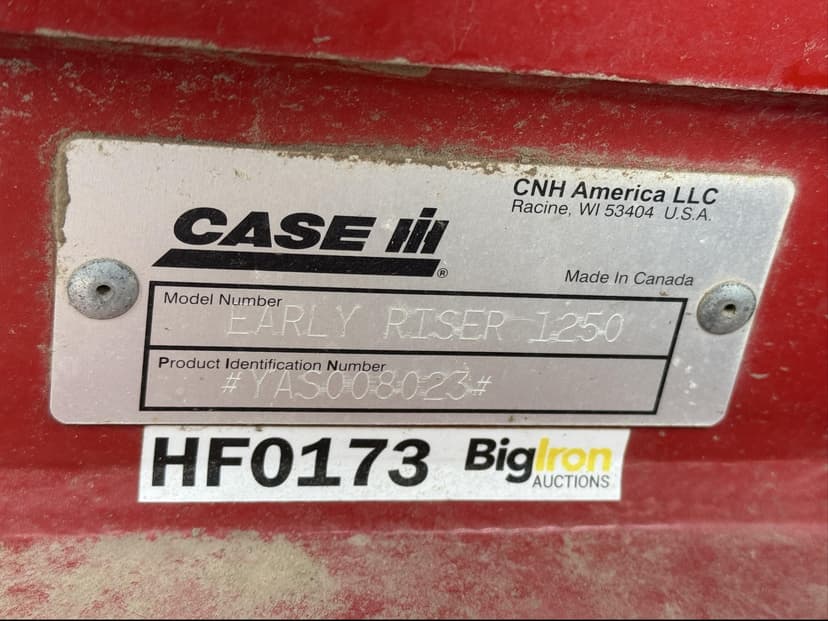 CNH America LLC
Racine, WI 53404 U.S.A.
CASE IH®
Made In Canada
Model Number
EARLY RISER 1250
Product Identification Number
#YAS008023#
HF0173 BigIron
AUCTIONS